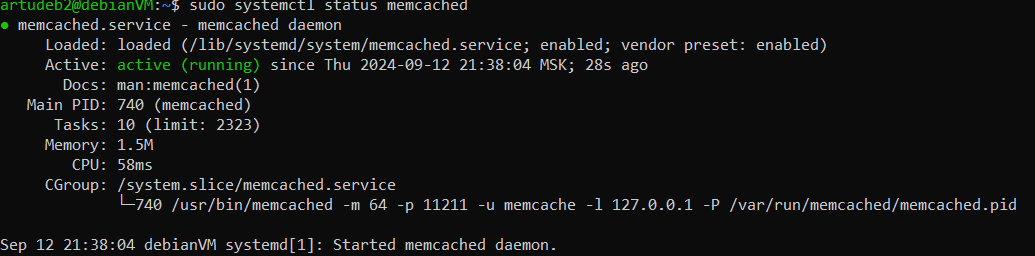 artudeb2@debianVM:~$ sudo systemctl status memcached
● memcached.service - memcached daemon
     Loaded: loaded (/lib/systemd/system/memcached.service; enabled; vendor preset: enabled)
     Active: active (running) since Thu 2024-09-12 21:38:04 MSK; 28s ago
       Docs: man:memcached(1)
   Main PID: 740 (memcached)
      Tasks: 10 (limit: 2323)
     Memory: 1.5M
        CPU: 58ms
     CGroup: /system.slice/memcached.service
             └─740 /usr/bin/memcached -m 64 -p 11211 -u memcache -l 127.0.0.1 -P /var/run/memcached/memcached.pid

Sep 12 21:38:04 debianVM systemd[1]: Started memcached daemon.